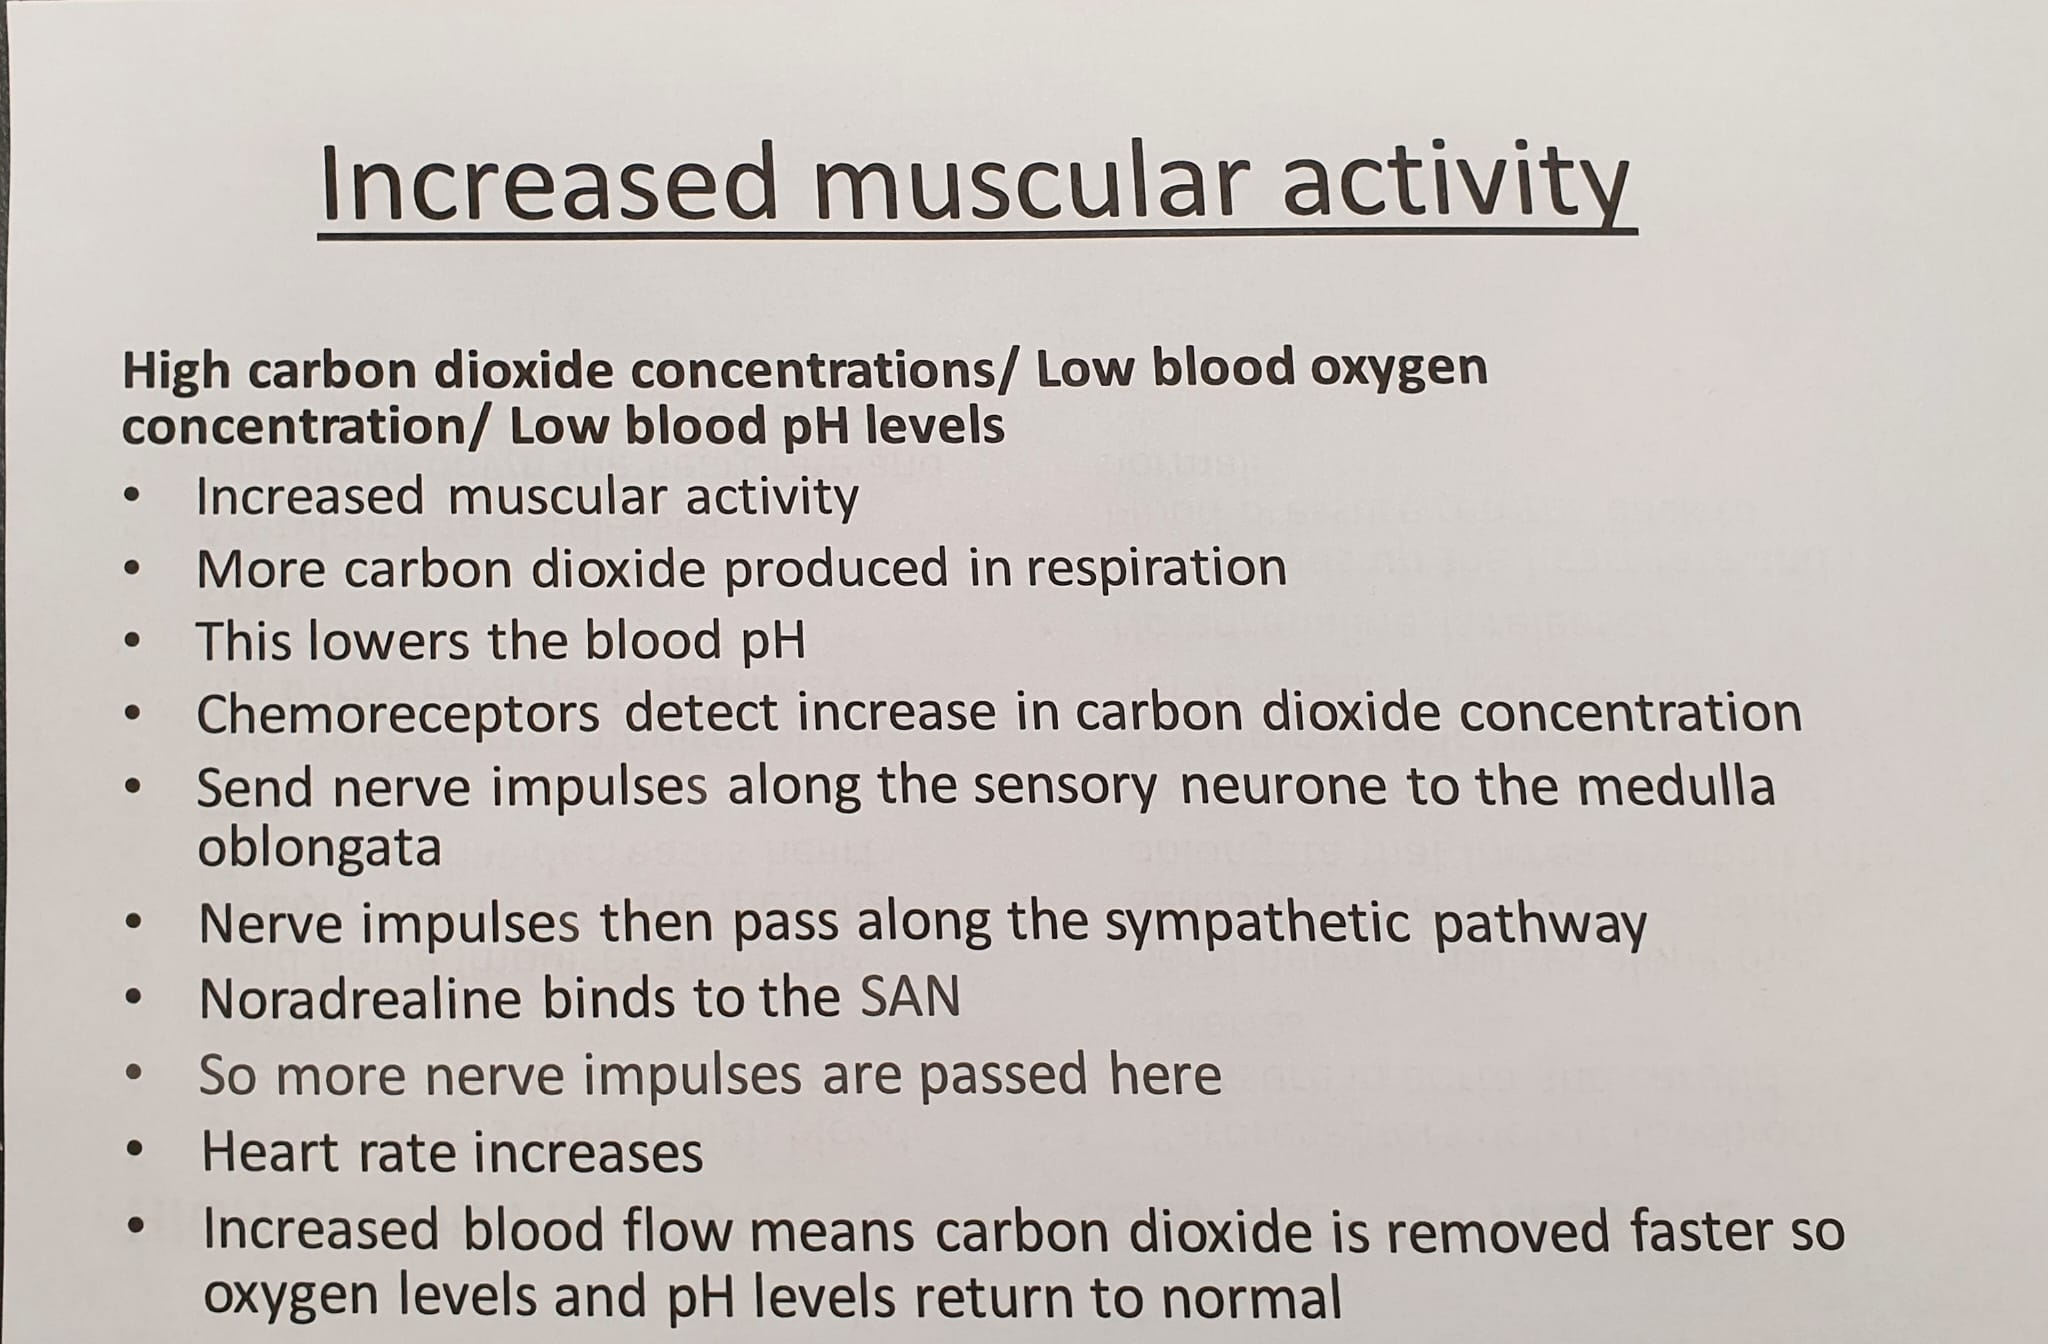 Increased muscular activity
High carbon dioxide concentrations/ Low blood oxygen
concentration/ Low blood pH levels
• Increased muscular activity
• More carbon dioxide produced in respiration
• This lowers the blood pH
• Chemoreceptors detect increase in carbon dioxide concentration
• Send nerve impulses along the sensory neurone to the medulla
oblongata
• Nerve impulses then pass along the sympathetic pathway
• Noradrealine binds to the SAN
• So more nerve impulses are passed here
• Heart rate increases
• Increased blood flow means carbon dioxide is removed faster so
oxygen levels and pH levels return to normal